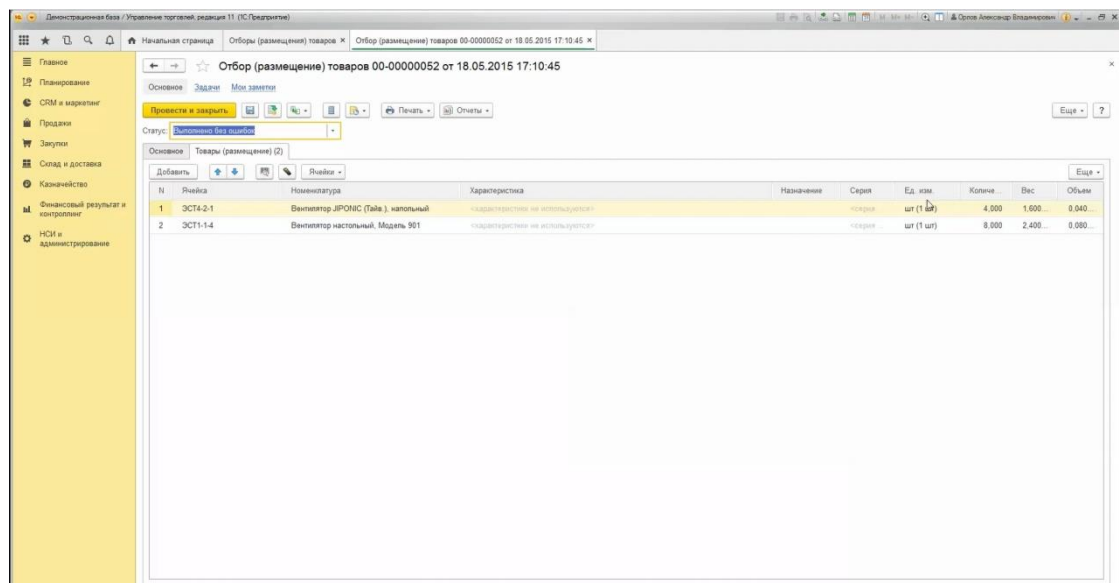 Демонстрационная база / Управление торговлей, редакция 11 (1С:Предприятие)
M M+ M- Орлов Александр Владимирович
Начальная страница Отборы (размещения) товаров × Отбор (размещение) товаров 00-00000052 от 18.05.2015 17:10:45 ×
Главное
Планирование
CRM и маркетинг
Продажи
Закупки
Склад и доставка
Казначейство
Финансовый результат и
контроллинг
НСИ и
администрирование
Отбор (размещение) товаров 00-00000052 от 18.05.2015 17:10:45
Основное Задачи Мои заметки
Провести и закрыть Печать Отчеты Еще ?
Статус: Выполнено без ошибок
Основное Товары (размещение) (2)
Добавить Ячейки Еще
N Ячейка Номенклатура Характеристика Назначение Серия Ед. изм. Количе... Вес Объем
1 ЭСТ4-2-1 Вентилятор JIPONIC (Тайв.), напольный <характеристики не используются> <серия ... шт (1 шт) 4,000 1,600... 0,040...
2 ЭСТ1-1-4 Вентилятор настольный, Модель 901 <характеристики не используются> <серия ... шт (1 шт) 8,000 2,400... 0,080...